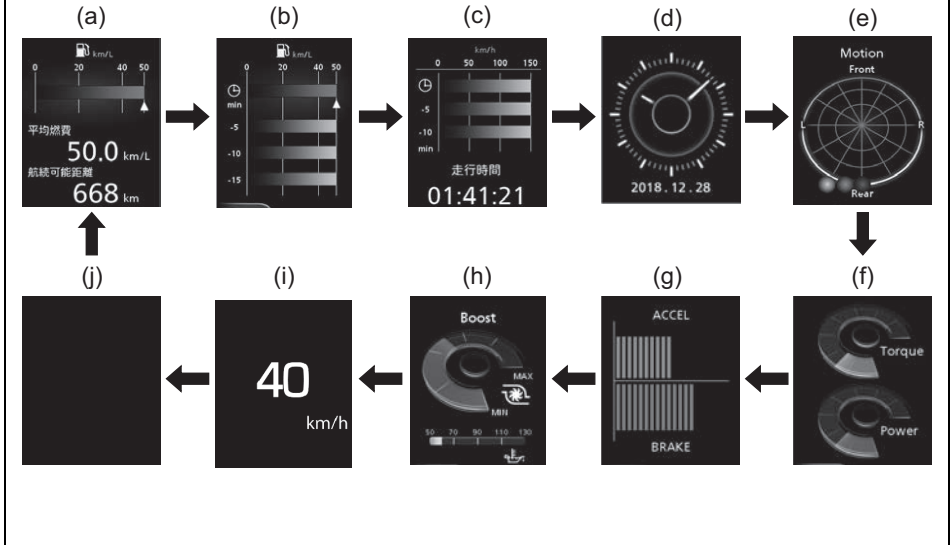 (a)
(b)
(c)
(d)
(e)
km/L
0 20 40 50
平均燃費
50.0 km/L
航続可能距離
668 km
km/L
0 20 40 50
min
-5
-10
-15
km/h
0 50 100 150
-5
-10
min
走行時間
01:41:21
2018.12.28
Motion
Front
L
R
Rear
(j)
(i)
(h)
(g)
(f)
40
km/h
Boost
MAX
MIN
50 70 90 110 130
ACCEL
BRAKE
Torque
Power